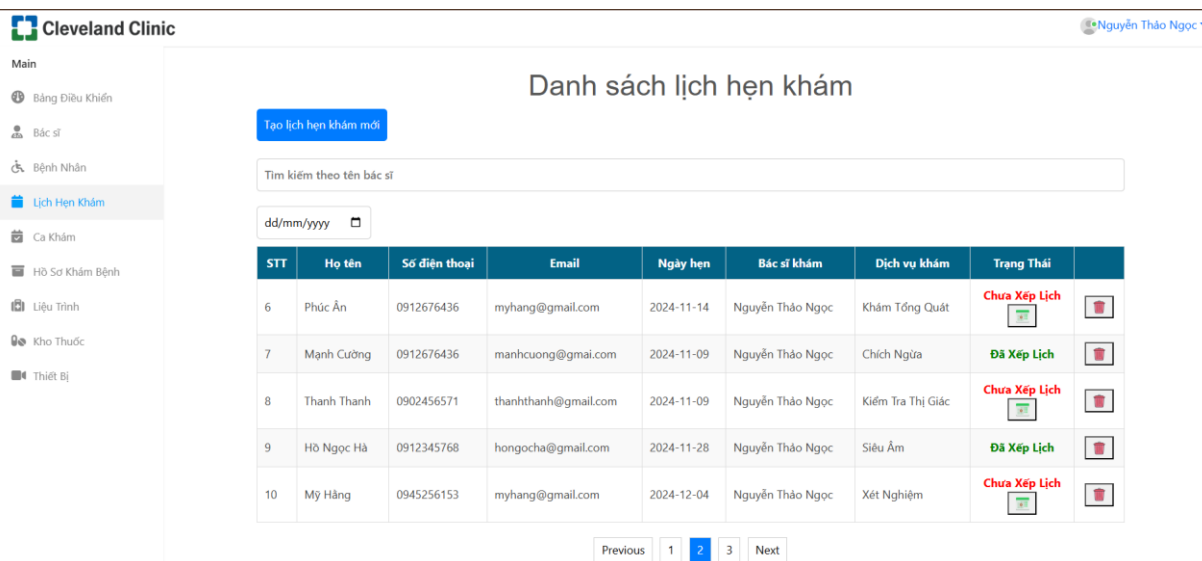 Cleveland Clinic
Nguyễn Thảo Ngọc
Main
Bảng Điều Khiển
Bác sĩ
Bệnh Nhân
Lịch Hẹn Khám
Ca Khám
Hồ Sơ Khám Bệnh
Liệu Trình
Kho Thuốc
Thiết Bị
Danh sách lịch hẹn khám
Tạo lịch hẹn khám mới
Tìm kiếm theo tên bác sĩ
dd/mm/yyyy
STT Họ tên Số điện thoại Email Ngày hẹn Bác sĩ khám Dịch vụ khám Trạng Thái
6 Phúc Ân 0912676436 myhang@gmail.com 2024-11-14 Nguyễn Thảo Ngọc Khám Tổng Quát Chưa Xếp Lịch
7 Mạnh Cường 0912676436 manhcuong@gmai.com 2024-11-09 Nguyễn Thảo Ngọc Chích Ngừa Đã Xếp Lịch
8 Thanh Thanh 0902456571 thanhthanh@gmail.com 2024-11-09 Nguyễn Thảo Ngọc Kiểm Tra Thị Giác Chưa Xếp Lịch
9 Hồ Ngọc Hà 0912345768 hongocha@gmail.com 2024-11-28 Nguyễn Thảo Ngọc Siêu Âm Đã Xếp Lịch
10 Mỹ Hằng 0945256153 myhang@gmail.com 2024-12-04 Nguyễn Thảo Ngọc Xét Nghiệm Chưa Xếp Lịch
Previous 1 2 3 Next